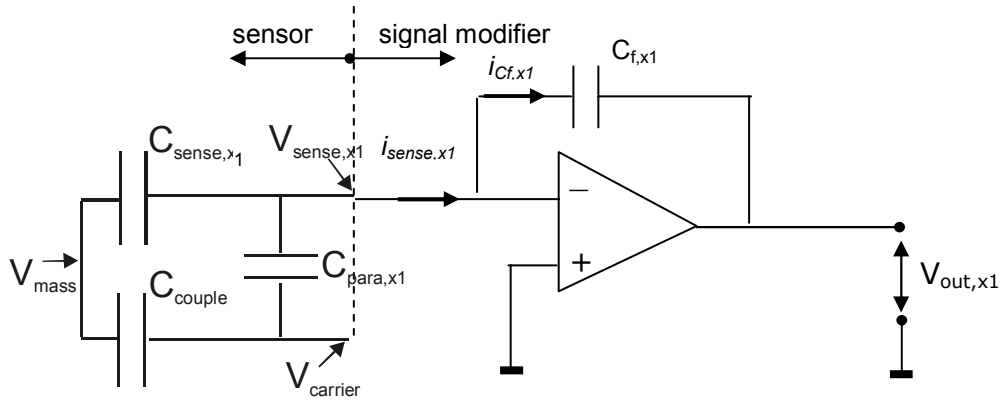 sensor
signal modifier
C_f,x1
i_Cf,x1
C_sense,x1
V_sense,x1
i_sense,x1
−
V_mass
C_couple
C_para,x1
+
V_out,x1
V_carrier